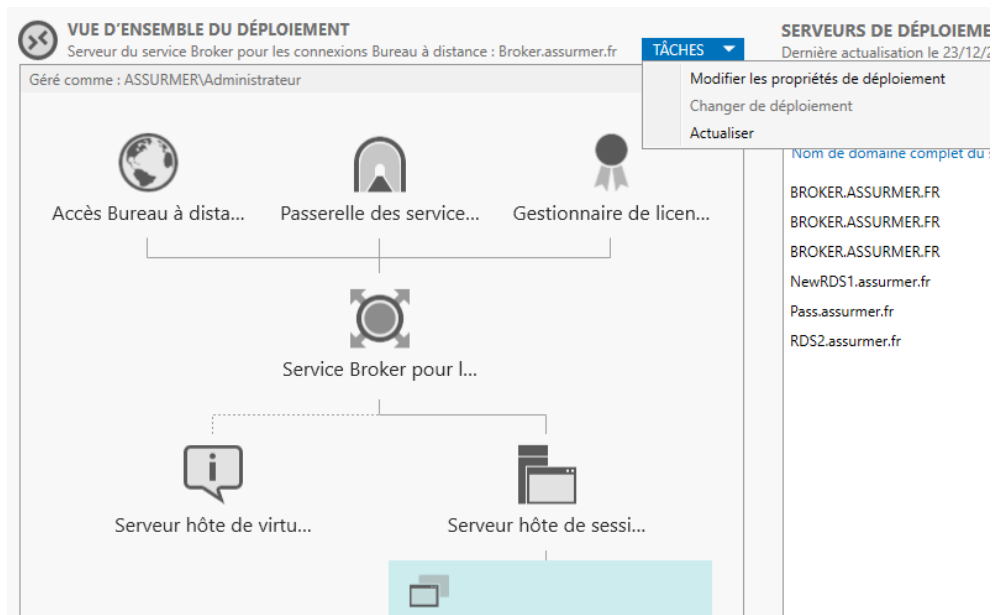 VUE D'ENSEMBLE DU DÉPLOIEMENT
Serveur du service Broker pour les connexions Bureau à distance : Broker.assurmer.fr
Géré comme : ASSURMER\Administrateur
TÂCHES
Modifier les propriétés de déploiement
Changer de déploiement
Actualiser
Accès Bureau à dista...
Passerelle des service...
Gestionnaire de licen...
Service Broker pour l...
Serveur hôte de virtu...
Serveur hôte de sessi...
SERVEURS DE DÉPLOIEME
Dernière actualisation le 23/12/2
Nom de domaine complet du
BROKER.ASSURMER.FR
BROKER.ASSURMER.FR
BROKER.ASSURMER.FR
NewRDS1.assurmer.fr
Pass.assurmer.fr
RDS2.assurmer.fr